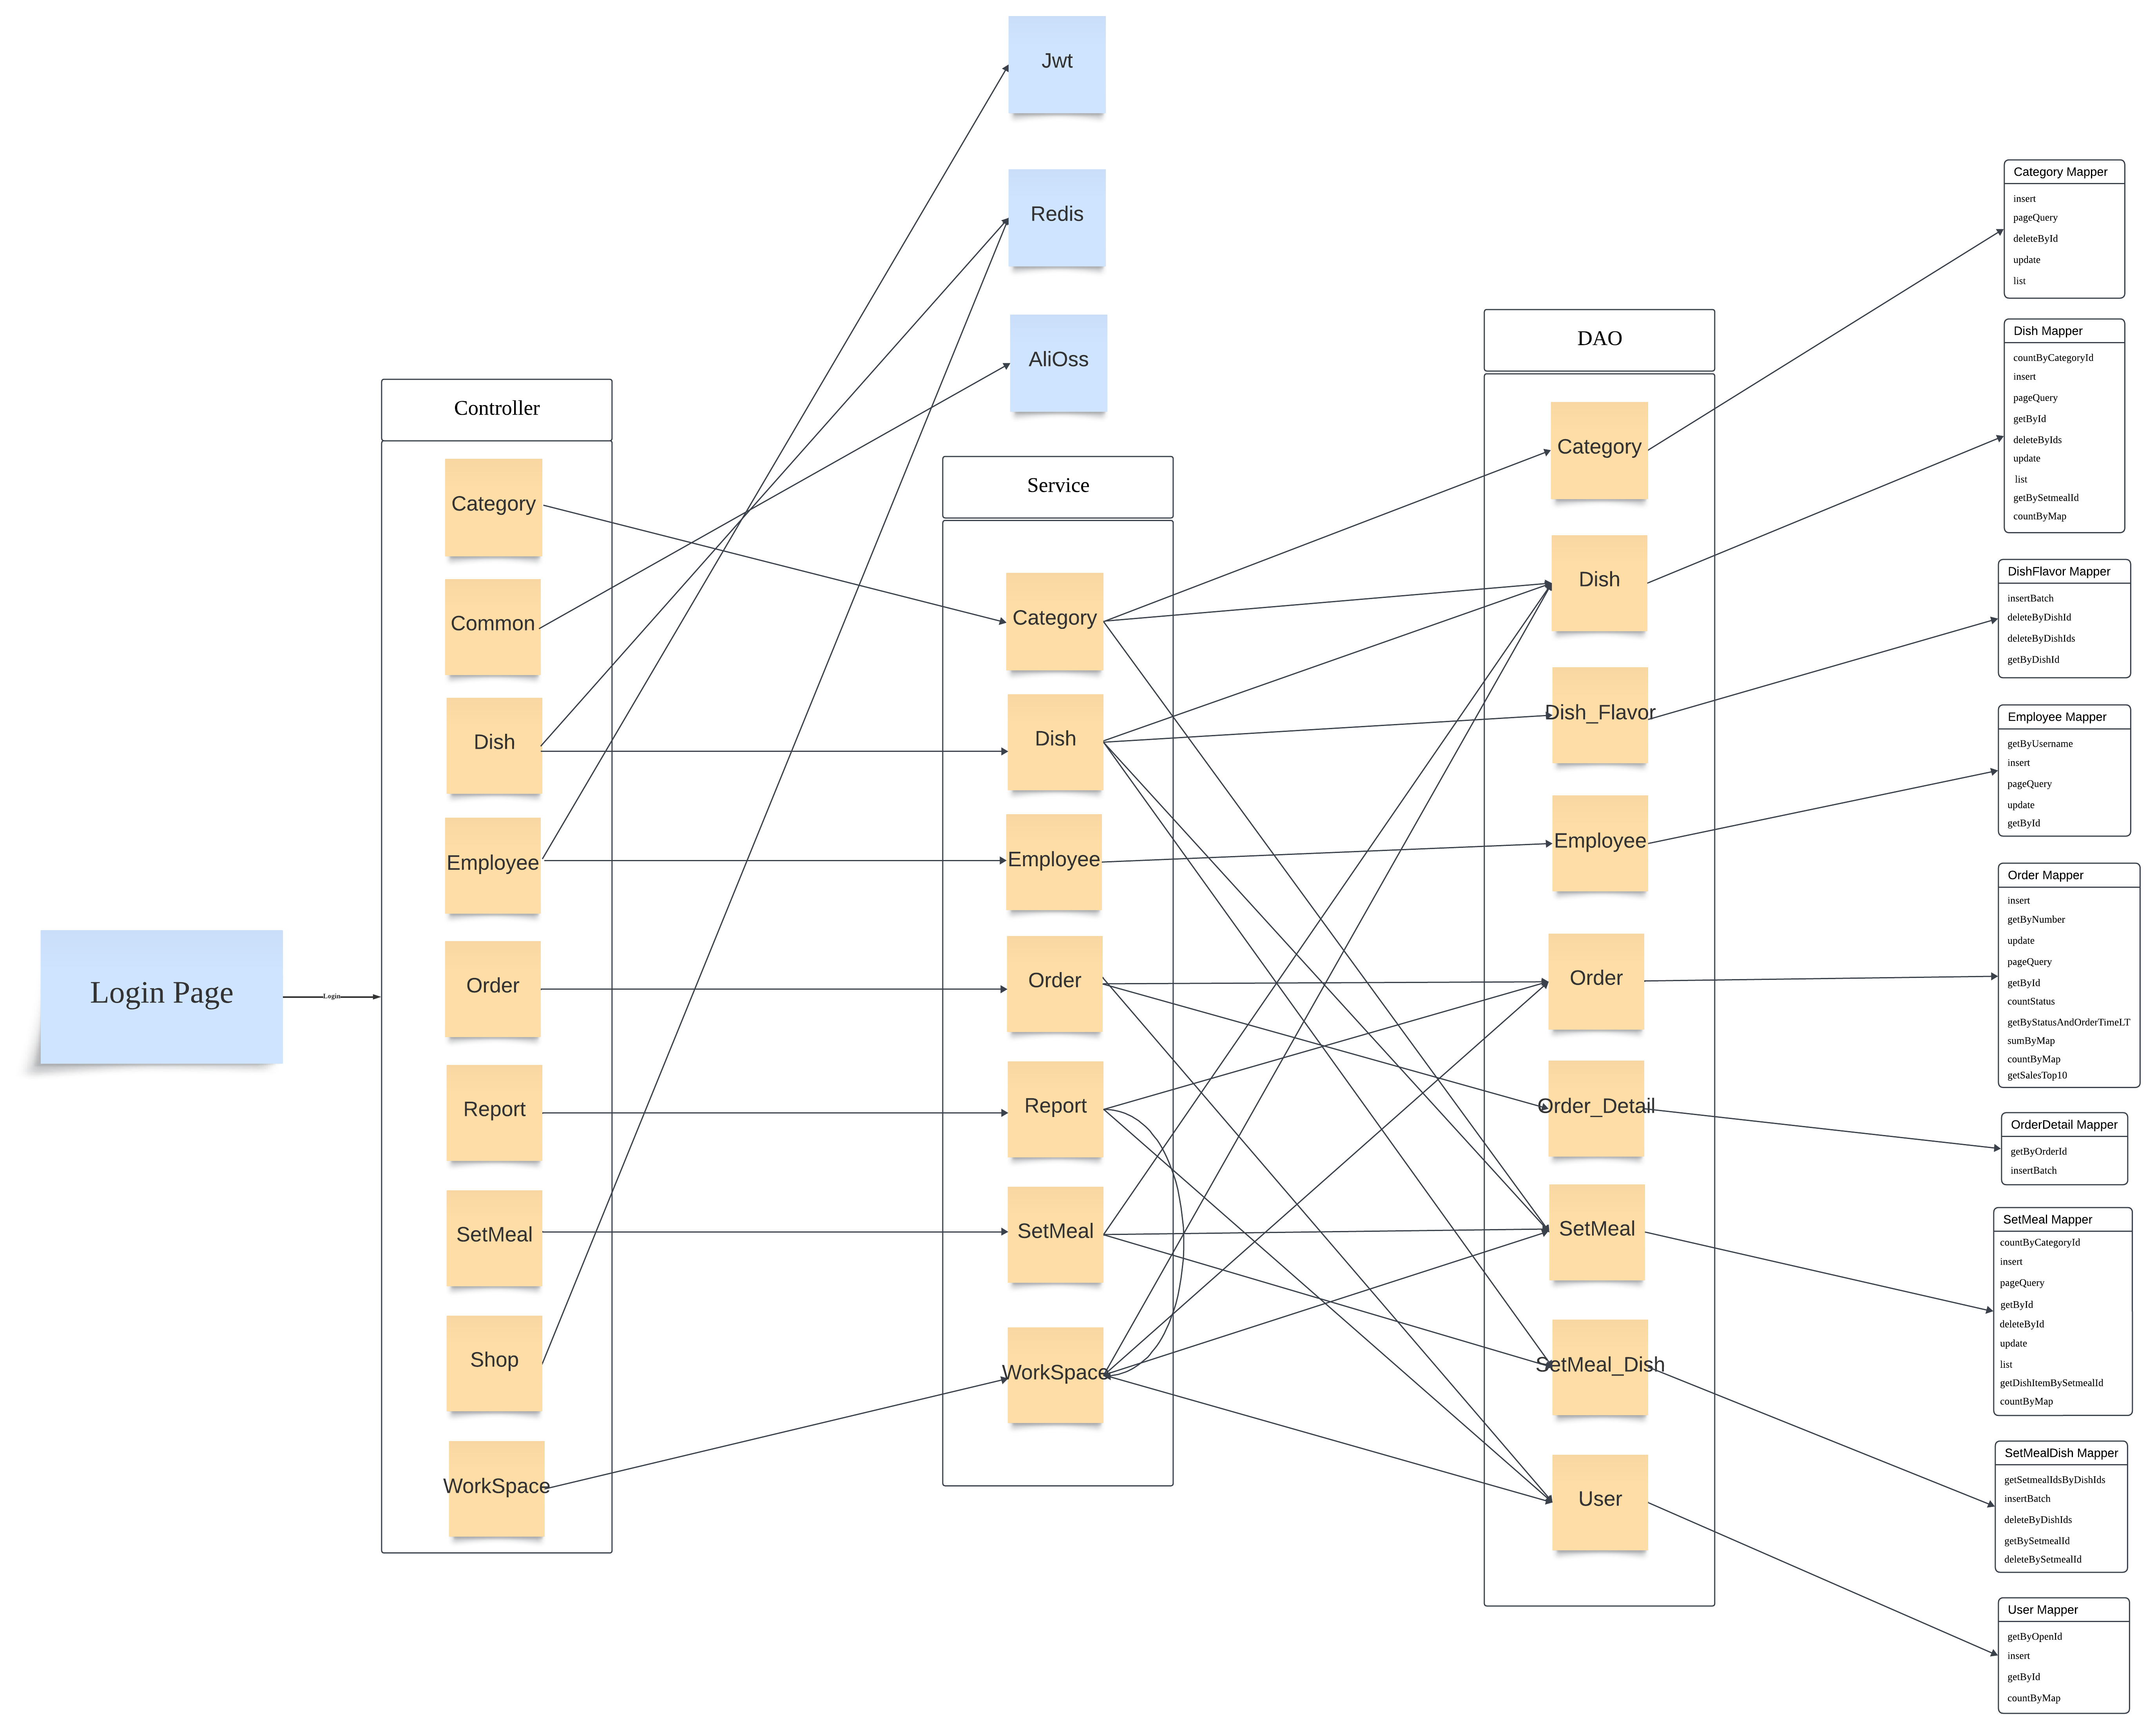 Login Page
Login
Controller
Category
Common
Dish
Employee
Order
Report
SetMeal
Shop
WorkSpace
Jwt
Redis
AliOss
Service
Category
Dish
Employee
Order
Report
SetMeal
WorkSpace
DAO
Category
Dish
Dish_Flavor
Employee
Order
Order_Detail
SetMeal
SetMeal_Dish
User
Category Mapper
insert
pageQuery
deleteById
update
list
Dish Mapper
countByCategoryId
insert
pageQuery
getById
deleteByIds
update
list
getBySetmealId
countByMap
DishFlavor Mapper
insertBatch
deleteByDishId
deleteByDishIds
getByDishId
Employee Mapper
getByUsername
insert
pageQuery
update
getById
Order Mapper
insert
getByNumber
update
pageQuery
getById
countStatus
getByStatusAndOrderTimeLT
sumByMap
countByMap
getSalesTop10
OrderDetail Mapper
getByOrderId
insertBatch
SetMeal Mapper
countByCategoryId
insert
pageQuery
getById
deleteById
update
list
getDishItemBySetmealId
countByMap
SetMealDish Mapper
getSetmealIdsByDishIds
insertBatch
deleteByDishIds
getBySetmealId
deleteBySetmealId
User Mapper
getByOpenId
insert
getById
countByMap